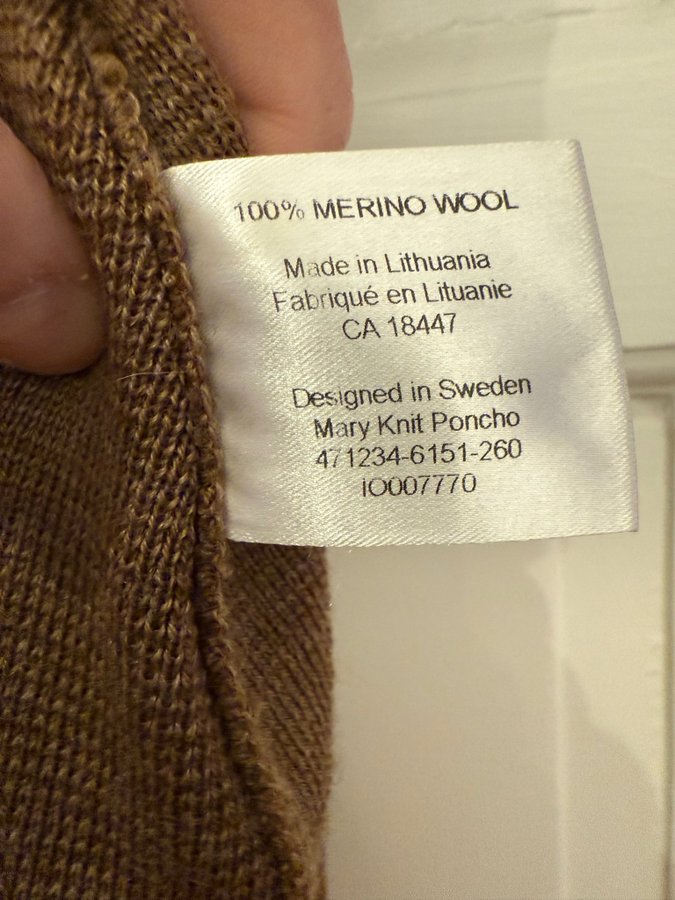 100% MERINO WOOL
Made in Lithuania
Fabriqué en Lituanie
CA 18447
Designed in Sweden
Mary Knit Poncho
471234-6151-260
IO007770